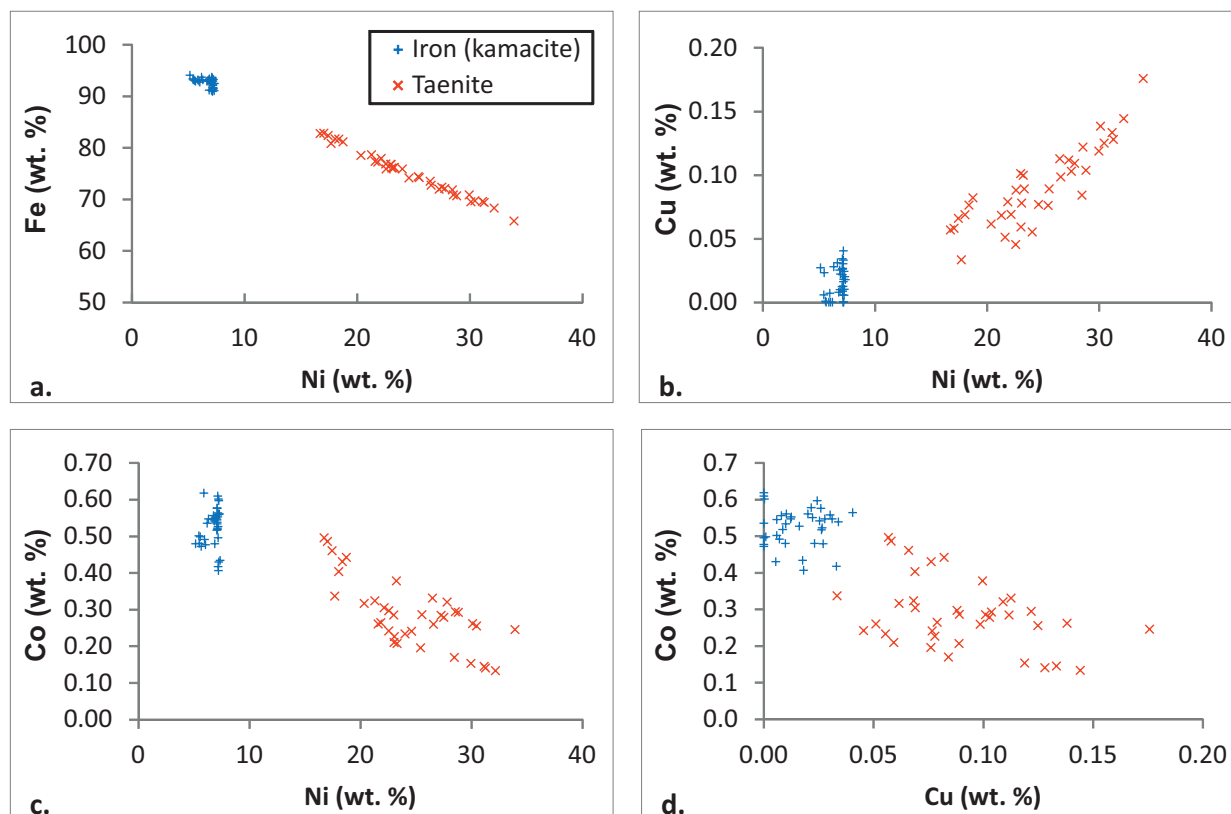 100
90
80
70
60
50
Fe (wt. %)
0 10 20 30 40
Ni (wt. %)
Iron (kamacite)
Taenite
a.
0.20
0.15
0.10
0.05
0.00
Cu (wt. %)
0 10 20 30 40
Ni (wt. %)
b.
0.70
0.60
0.50
0.40
0.30
0.20
0.10
0.00
Co (wt. %)
0 10 20 30 40
Ni (wt. %)
c.
0.7
0.6
0.5
0.4
0.3
0.2
0.1
0.0
Co (wt. %)
0.00 0.05 0.10 0.15 0.20
Cu (wt. %)
d.